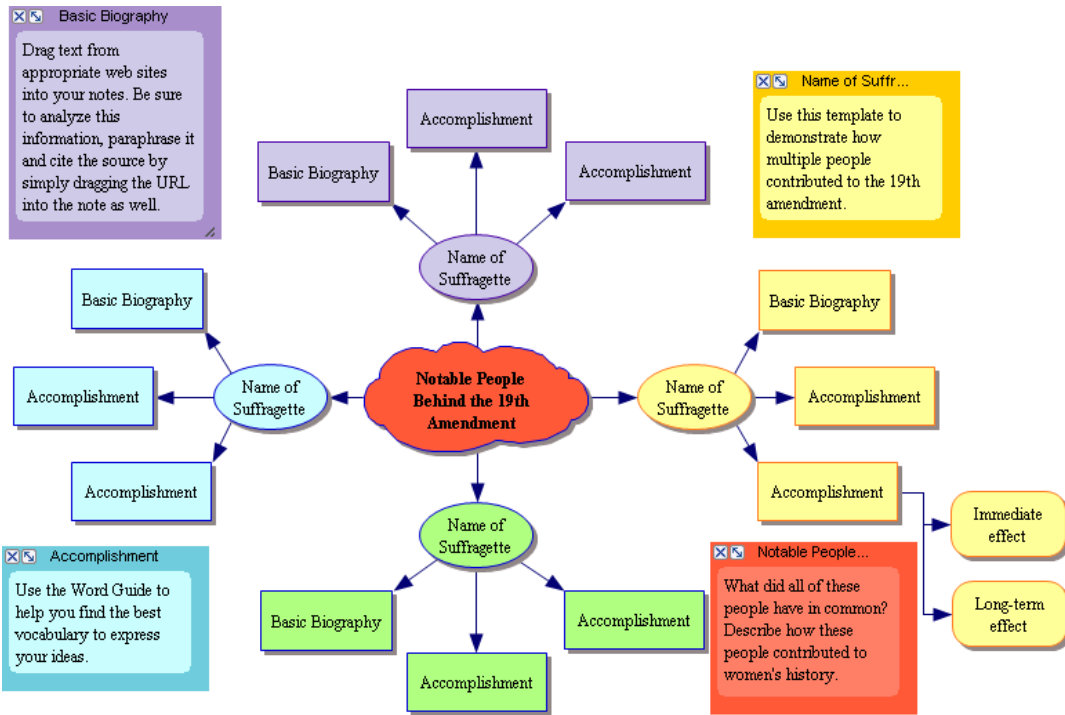 Basic Biography
Drag text from
appropriate web sites
into your notes. Be sure
to analyze this
information, paraphrase it
and cite the source by
simply dragging the URL
into the note as well.
Name of Suffr...
Use this template to
demonstrate how
multiple people
contributed to the 19th
amendment.
Accomplishment
Basic Biography
Accomplishment
Name of
Suffragette
Basic Biography
Accomplishment
Accomplishment
Name of
Suffragette
Notable People
Behind the 19th
Amendment
Name of
Suffragette
Basic Biography
Accomplishment
Accomplishment
Immediate
effect
Long-term
effect
Name of
Suffragette
Basic Biography
Accomplishment
Accomplishment
Accomplishment
Use the Word Guide to
help you find the best
vocabulary to express
your ideas.
Notable People...
What did all of these
people have in common?
Describe how these
people contributed to
women's history.